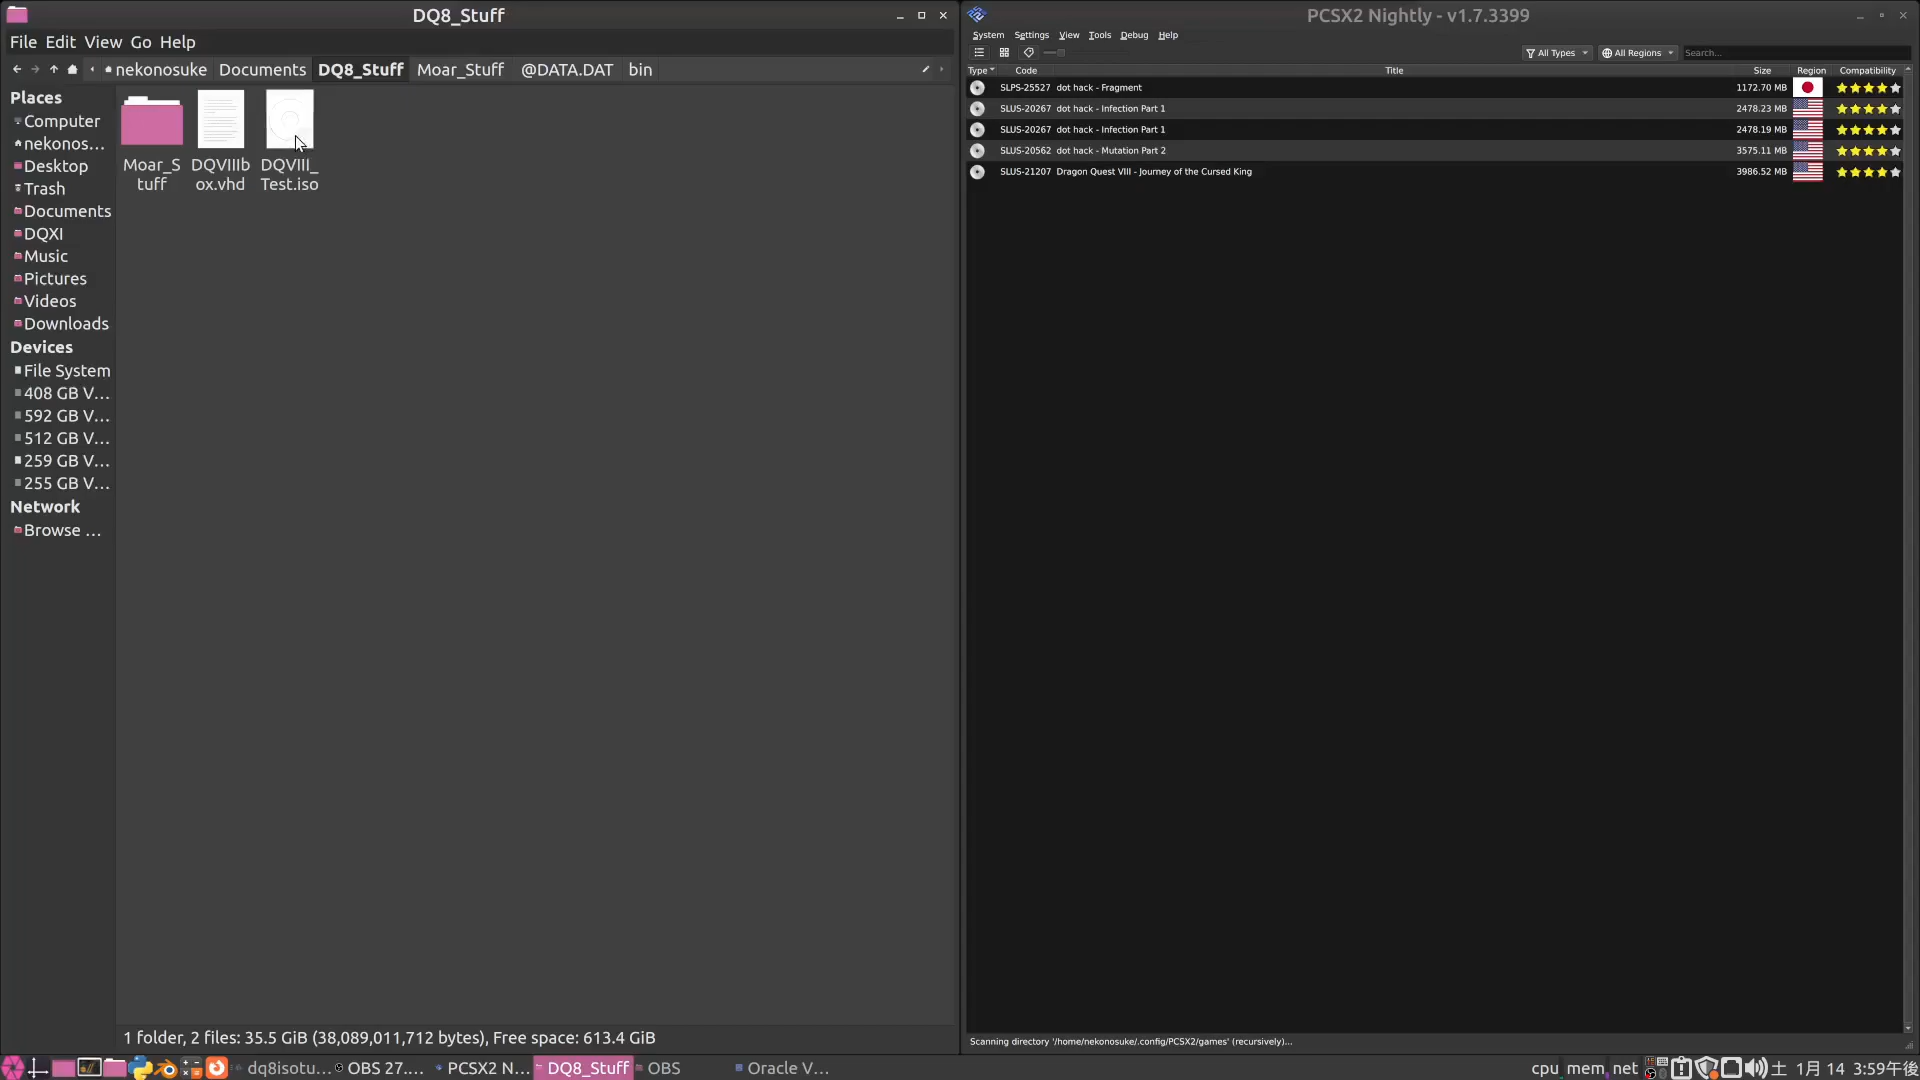 DQ8_Stuff
File Edit View Go Help
nekonosuke Documents DQ8_Stuff Moar_Stuff @DATA.DAT bin
Places
Computer
nekonos...
Desktop
Trash
Documents
DQXI
Music
Pictures
Videos
Downloads
Devices
File System
408 GB V...
592 GB V...
512 GB V...
259 GB V...
255 GB V...
Network
Browse ...
Moar_S
tuff
DQVIIIb
ox.vhd
DQVIII_
Test.iso
1 folder, 2 files: 35.5 GiB (38,089,011,712 bytes), Free space: 613.4 GiB
PCSX2 Nightly - v1.7.3399
System Settings View Tools Debug Help
All Types All Regions Search...
Type Code Title Size Region Compatibility
SLPS-25527 dot hack - Fragment 1172.70 MB
SLUS-20267 dot hack - Infection Part 1 2478.23 MB
SLUS-20267 dot hack - Infection Part 1 2478.19 MB
SLUS-20562 dot hack - Mutation Part 2 3575.11 MB
SLUS-21207 Dragon Quest VIII - Journey of the Cursed King 3986.52 MB
Scanning directory '/home/nekonosuke/.config/PCSX2/games' (recursively)...
dq8isotu... OBS 27.... PCSX2 N... DQ8_Stuff OBS Oracle V... cpu mem net 土 1月 14 3:59午後